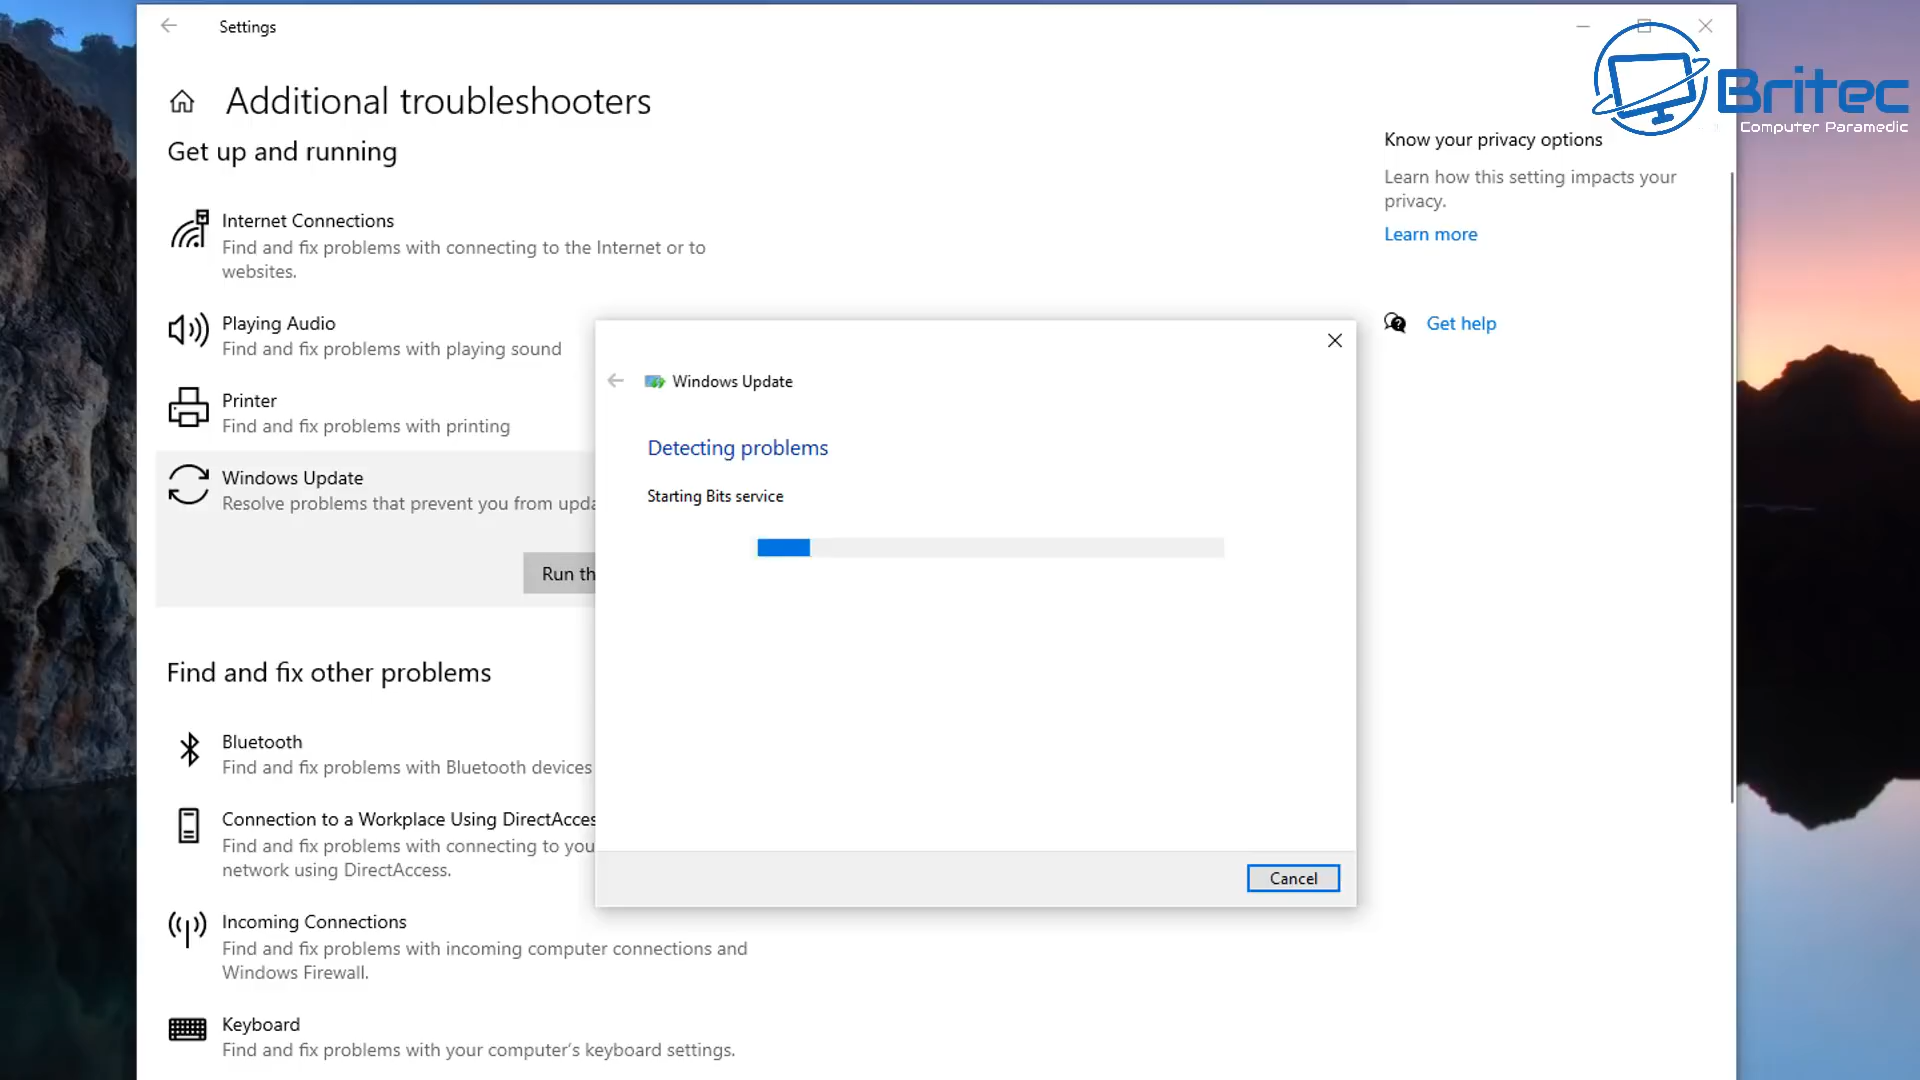 Settings
Additional troubleshooters
Get up and running
Internet Connections
Find and fix problems with connecting to the Internet or to
websites.
Playing Audio
Find and fix problems with playing sound
Printer
Find and fix problems with printing
Windows Update
Resolve problems that prevent you from upda
Run th
Find and fix other problems
Bluetooth
Find and fix problems with Bluetooth devices
Connection to a Workplace Using DirectAcces
Find and fix problems with connecting to you
network using DirectAccess.
Incoming Connections
Find and fix problems with incoming computer connections and
Windows Firewall.
Keyboard
Find and fix problems with your computer's keyboard settings.
Windows Update
Detecting problems
Starting Bits service
Cancel
Britec
Computer Paramedic
Know your privacy options
Learn how this setting impacts your
privacy.
Learn more
Get help